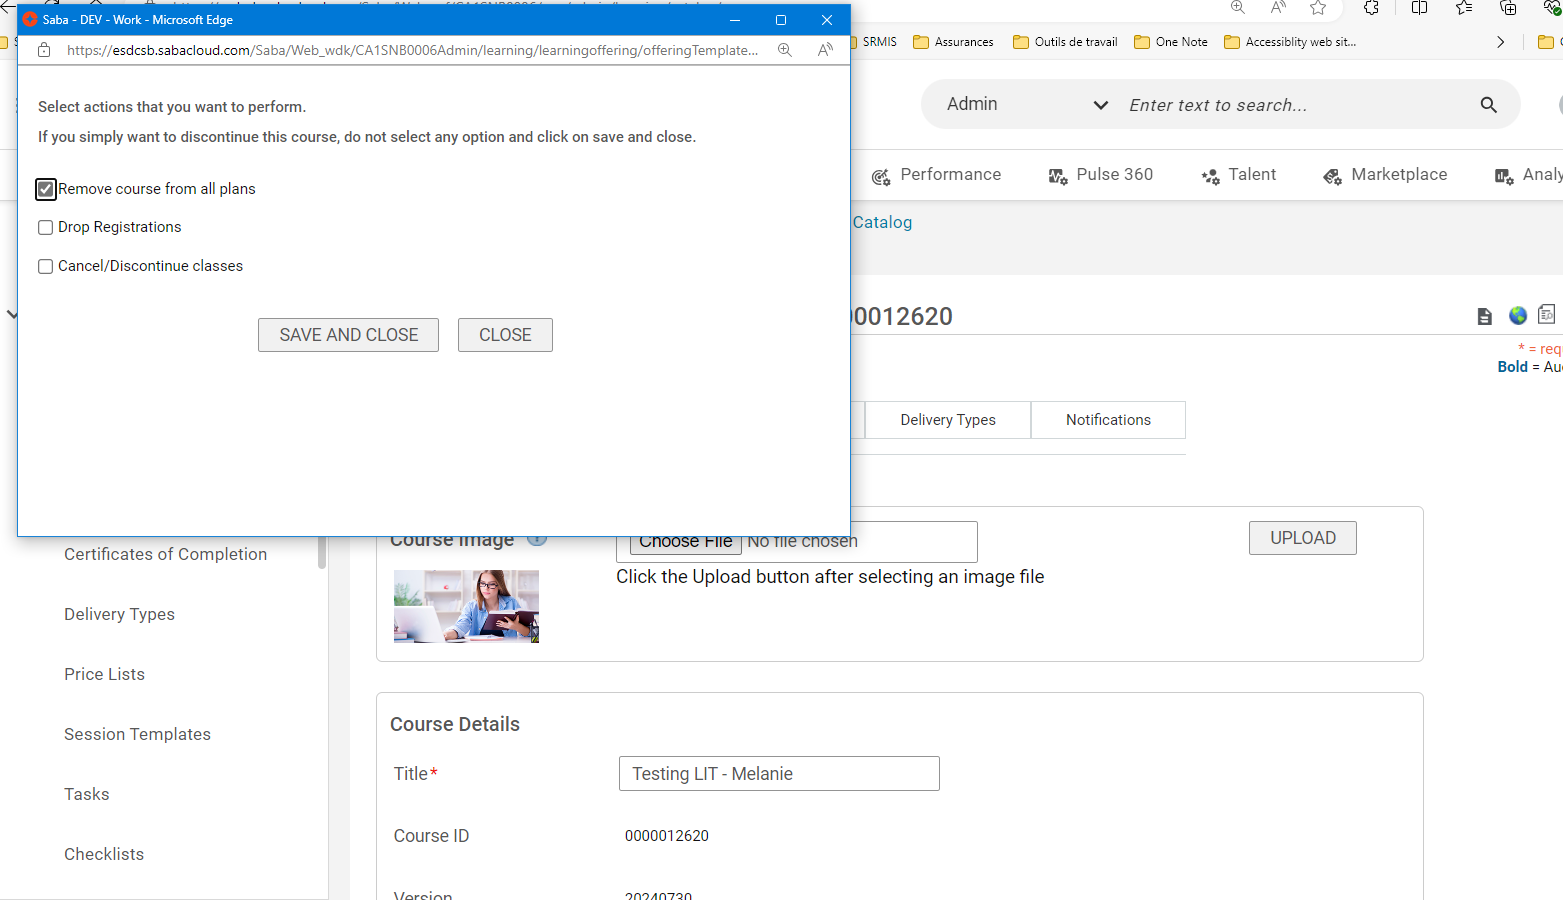 Saba - DEV - Work - Microsoft Edge
https://esdcsb.sabacloud.com/Saba/Web_wdk/CA1SNB0006Admin/learning/learningoffering/offeringTemplate...
Select actions that you want to perform.
If you simply want to discontinue this course, do not select any option and click on save and close.
Remove course from all plans
Drop Registrations
Cancel/Discontinue classes
SAVE AND CLOSE CLOSE
SRMIS Assurances Outils de travail One Note Accessiblity web sit...
Admin Enter text to search...
Performance Pulse 360 Talent Marketplace Analy
Catalog
0012620
* = req
Bold = Au
Delivery Types Notifications
Course Image Choose File No file chosen UPLOAD
Click the Upload button after selecting an image file
Certificates of Completion
Delivery Types
Price Lists
Session Templates
Tasks
Checklists
Course Details
Title* Testing LIT - Melanie
Course ID 0000012620
Version 20240730